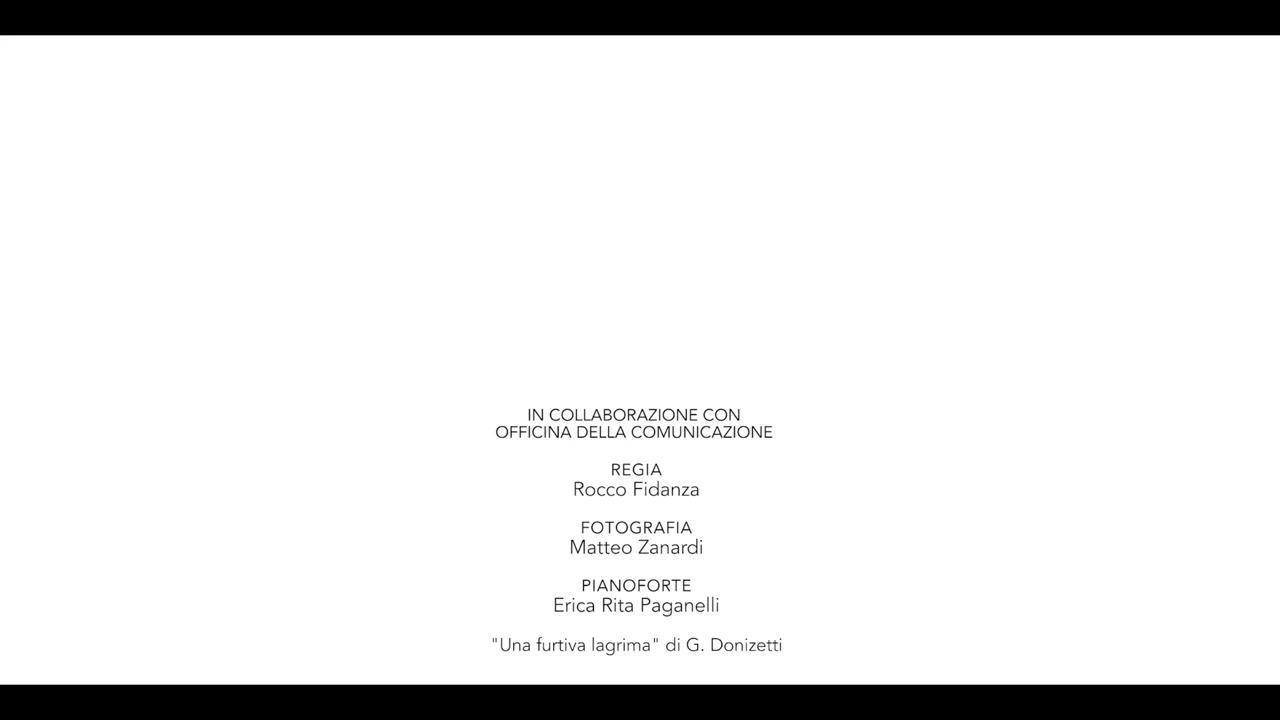 IN COLLABORAZIONE CON
OFFICINA DELLA COMUNICAZIONE
REGIA
Rocco Fidanza
FOTOGRAFIA
Matteo Zanardi
PIANOFORTE
Erica Rita Paganelli
"Una furtiva lagrima" di G. Donizetti